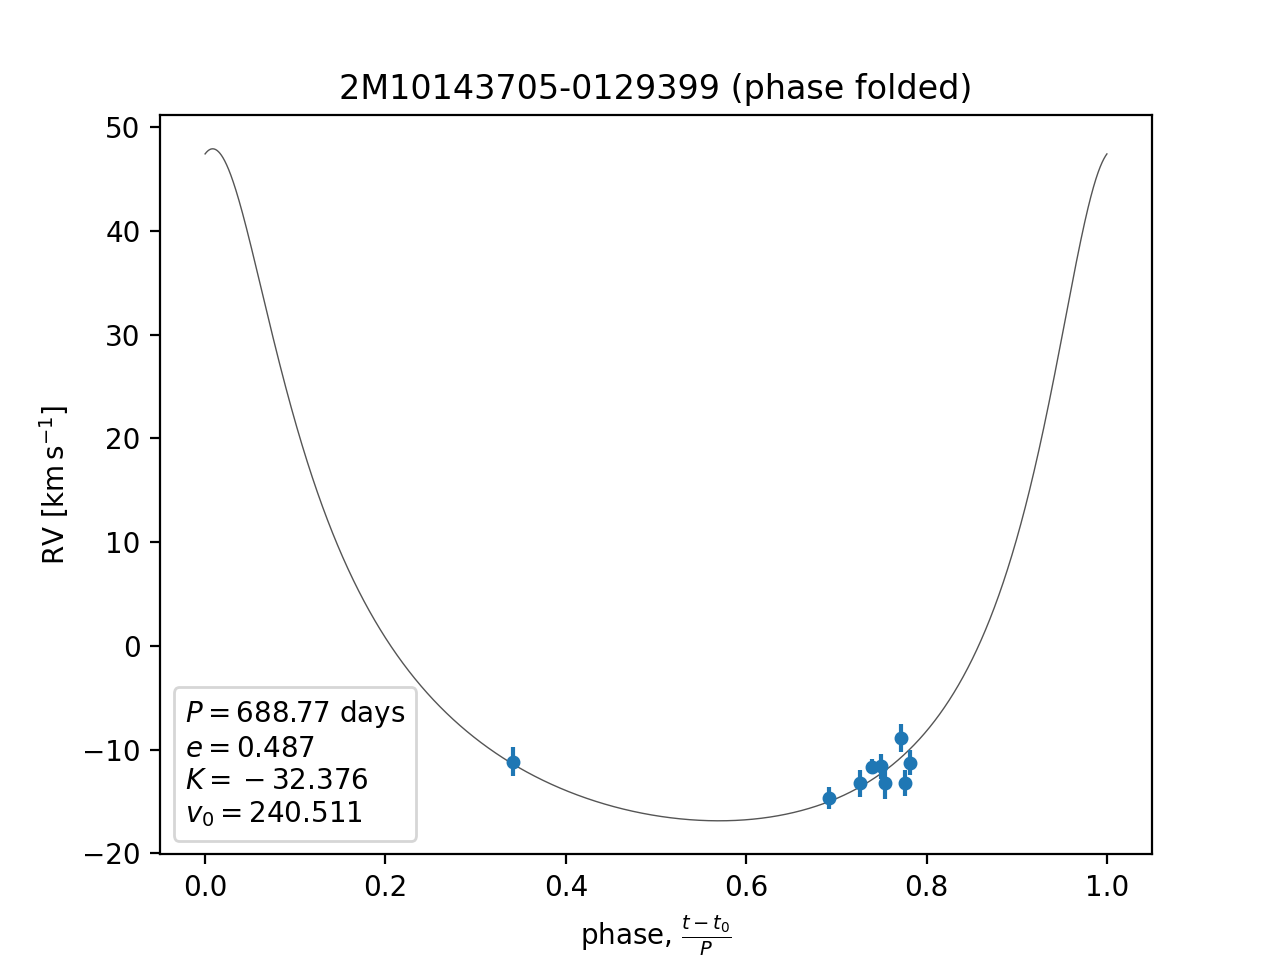 2M10143705-0129399 (phase folded)
50
40
30
20
10
0
−10
−20
RV [km s⁻¹]
P = 688.77 days
e = 0.487
K = −32.376
v₀ = 240.511
0.0 0.2 0.4 0.6 0.8 1.0
phase, (t − t₀)/P